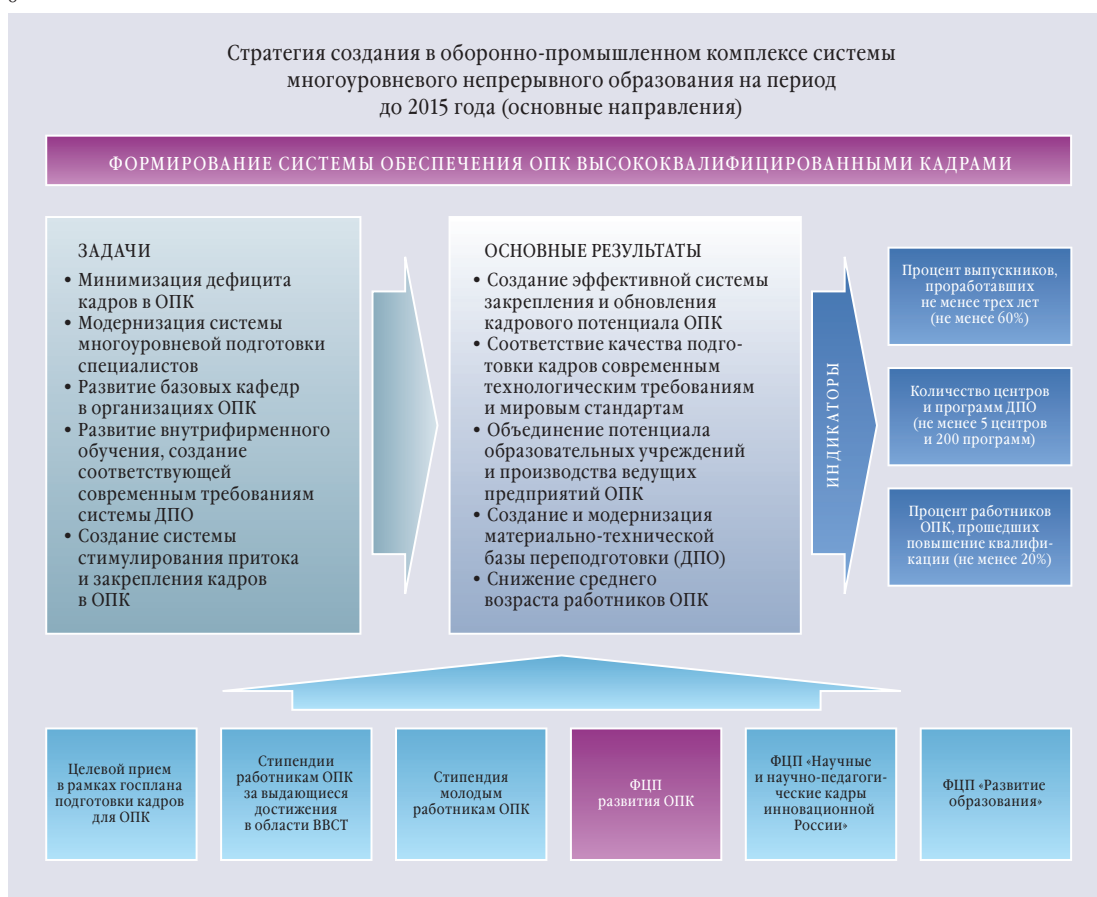 Стратегия создания в оборонно-промышленном комплексе системы
многоуровневого непрерывного образования на период
до 2015 года (основные направления)
ФОРМИРОВАНИЕ СИСТЕМЫ ОБЕСПЕЧЕНИЯ ОПК ВЫСОКОКВАЛИФИЦИРОВАННЫМИ КАДРАМИ
ЗАДАЧИ
• Минимизация дефицита
кадров в ОПК
• Модернизация системы
многоуровневой подготовки
специалистов
• Развитие базовых кафедр
в организациях ОПК
• Развитие внутрифирменного
обучения, создание
соответствующей
современным требованиям
системы ДПО
• Создание системы
стимулирования притока
и закрепления кадров
в ОПК
ОСНОВНЫЕ РЕЗУЛЬТАТЫ
• Создание эффективной системы
закрепления и обновления
кадрового потенциала ОПК
• Соответствие качества подго-
товки кадров современным
технологическим требованиям
и мировым стандартам
• Объединение потенциала
образовательных учреждений
и производства ведущих
предприятий ОПК
• Создание и модернизация
материально-технической
базы переподготовки (ДПО)
• Снижение среднего
возраста работников ОПК
ИНДИКАТОРЫ
Процент выпускников,
проработавших
не менее трех лет
(не менее 60%)
Количество центров
и программ ДПО
(не менее 5 центров
и 200 программ)
Процент работников
ОПК, прошедших
повышение квалифи-
кации (не менее 20%)
Целевой прием
в рамках госплана
подготовки кадров
для ОПК
Стипендии
работникам ОПК
за выдающиеся
достижения
в области ВВСТ
Стипендия
молодым
работникам ОПК
ФЦП
развития ОПК
ФЦП «Научные
и научно-педагоги-
ческие кадры
инновационной
России»
ФЦП «Развитие
образования»